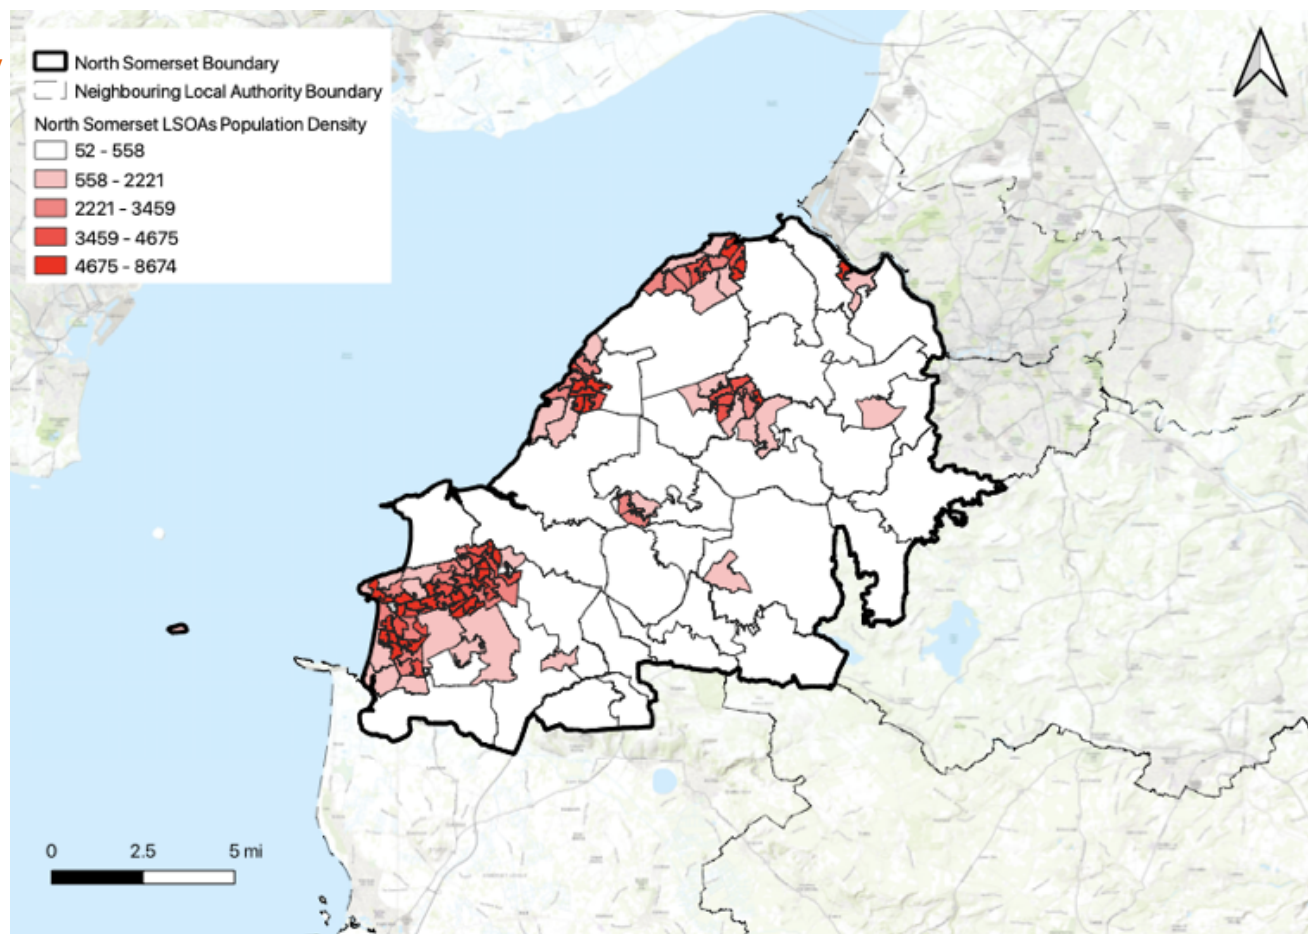 North Somerset Boundary
Neighbouring Local Authority Boundary
North Somerset LSOAs Population Density
52 - 558
558 - 2221
2221 - 3459
3459 - 4675
4675 - 8674
0 2.5 5 mi